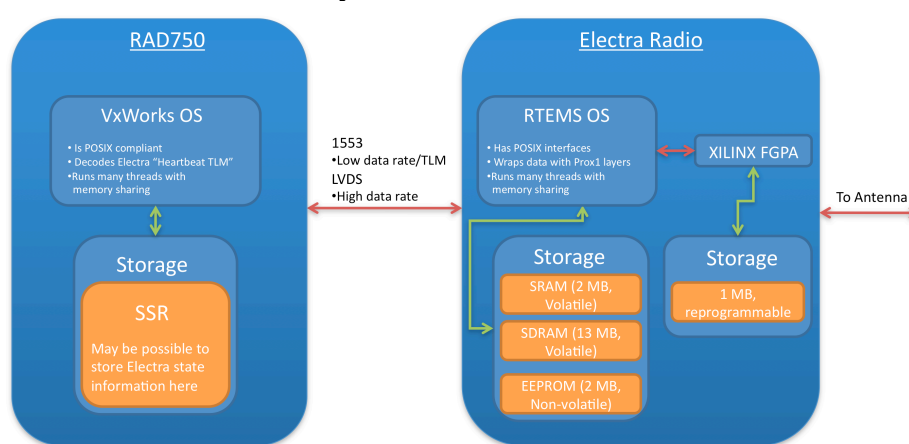 RAD750
VxWorks OS
• Is POSIX compliant
• Decodes Electra “Heartbeat TLM”
•Runs many threads with
memory sharing
Storage
SSR
May be possible to
store Electra state
information here
1553
•Low data rate/TLM
LVDS
•High data rate
Electra Radio
RTEMS OS
• Has POSIX interfaces
• Wraps data with Prox1 layers
•Runs many threads with
memory sharing
XILINX FGPA
Storage
SRAM (2 MB,
Volatile)
SDRAM (13 MB,
Volatile)
EEPROM (2 MB,
Non-volatile)
Storage
1 MB,
reprogrammable
To Antenna